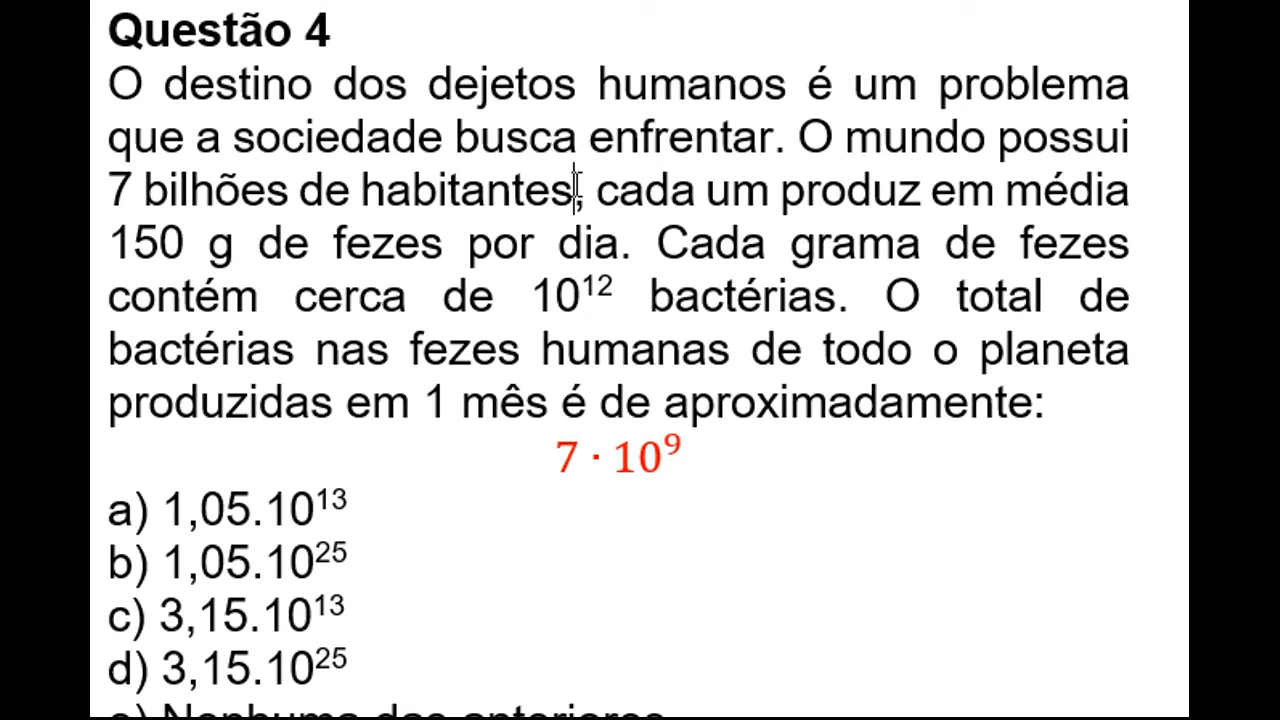 Questão 4
O destino dos dejetos humanos é um problema
que a sociedade busca enfrentar. O mundo possui
7 bilhões de habitantes, cada um produz em média
150 g de fezes por dia. Cada grama de fezes
contém cerca de 10¹² bactérias. O total de
bactérias nas fezes humanas de todo o planeta
produzidas em 1 mês é de aproximadamente:
7 · 10⁹
a) 1,05.10¹³
b) 1,05.10²⁵
c) 3,15.10¹³
d) 3,15.10²⁵
e) Nenhuma das anteriores